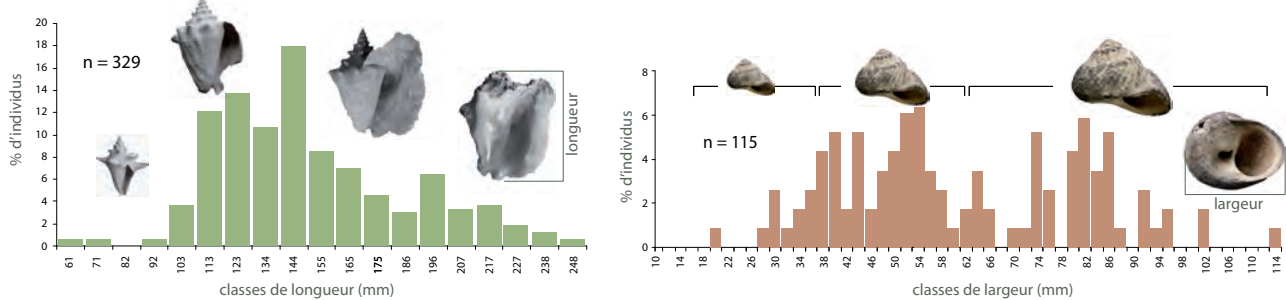 % d'individus
20
18
16
14
12
10
8
6
4
2
0
n = 329
longueur
61 71 82 92 103 113 123 134 144 155 165 175 186 196 207 217 227 238 248
classes de longueur (mm)
% d'individus
8
6
4
2
0
n = 115
largeur
10 14 18 22 26 30 34 38 42 46 50 54 58 62 66 70 74 78 82 86 90 94 98 102 106 110 114
classes de largeur (mm)